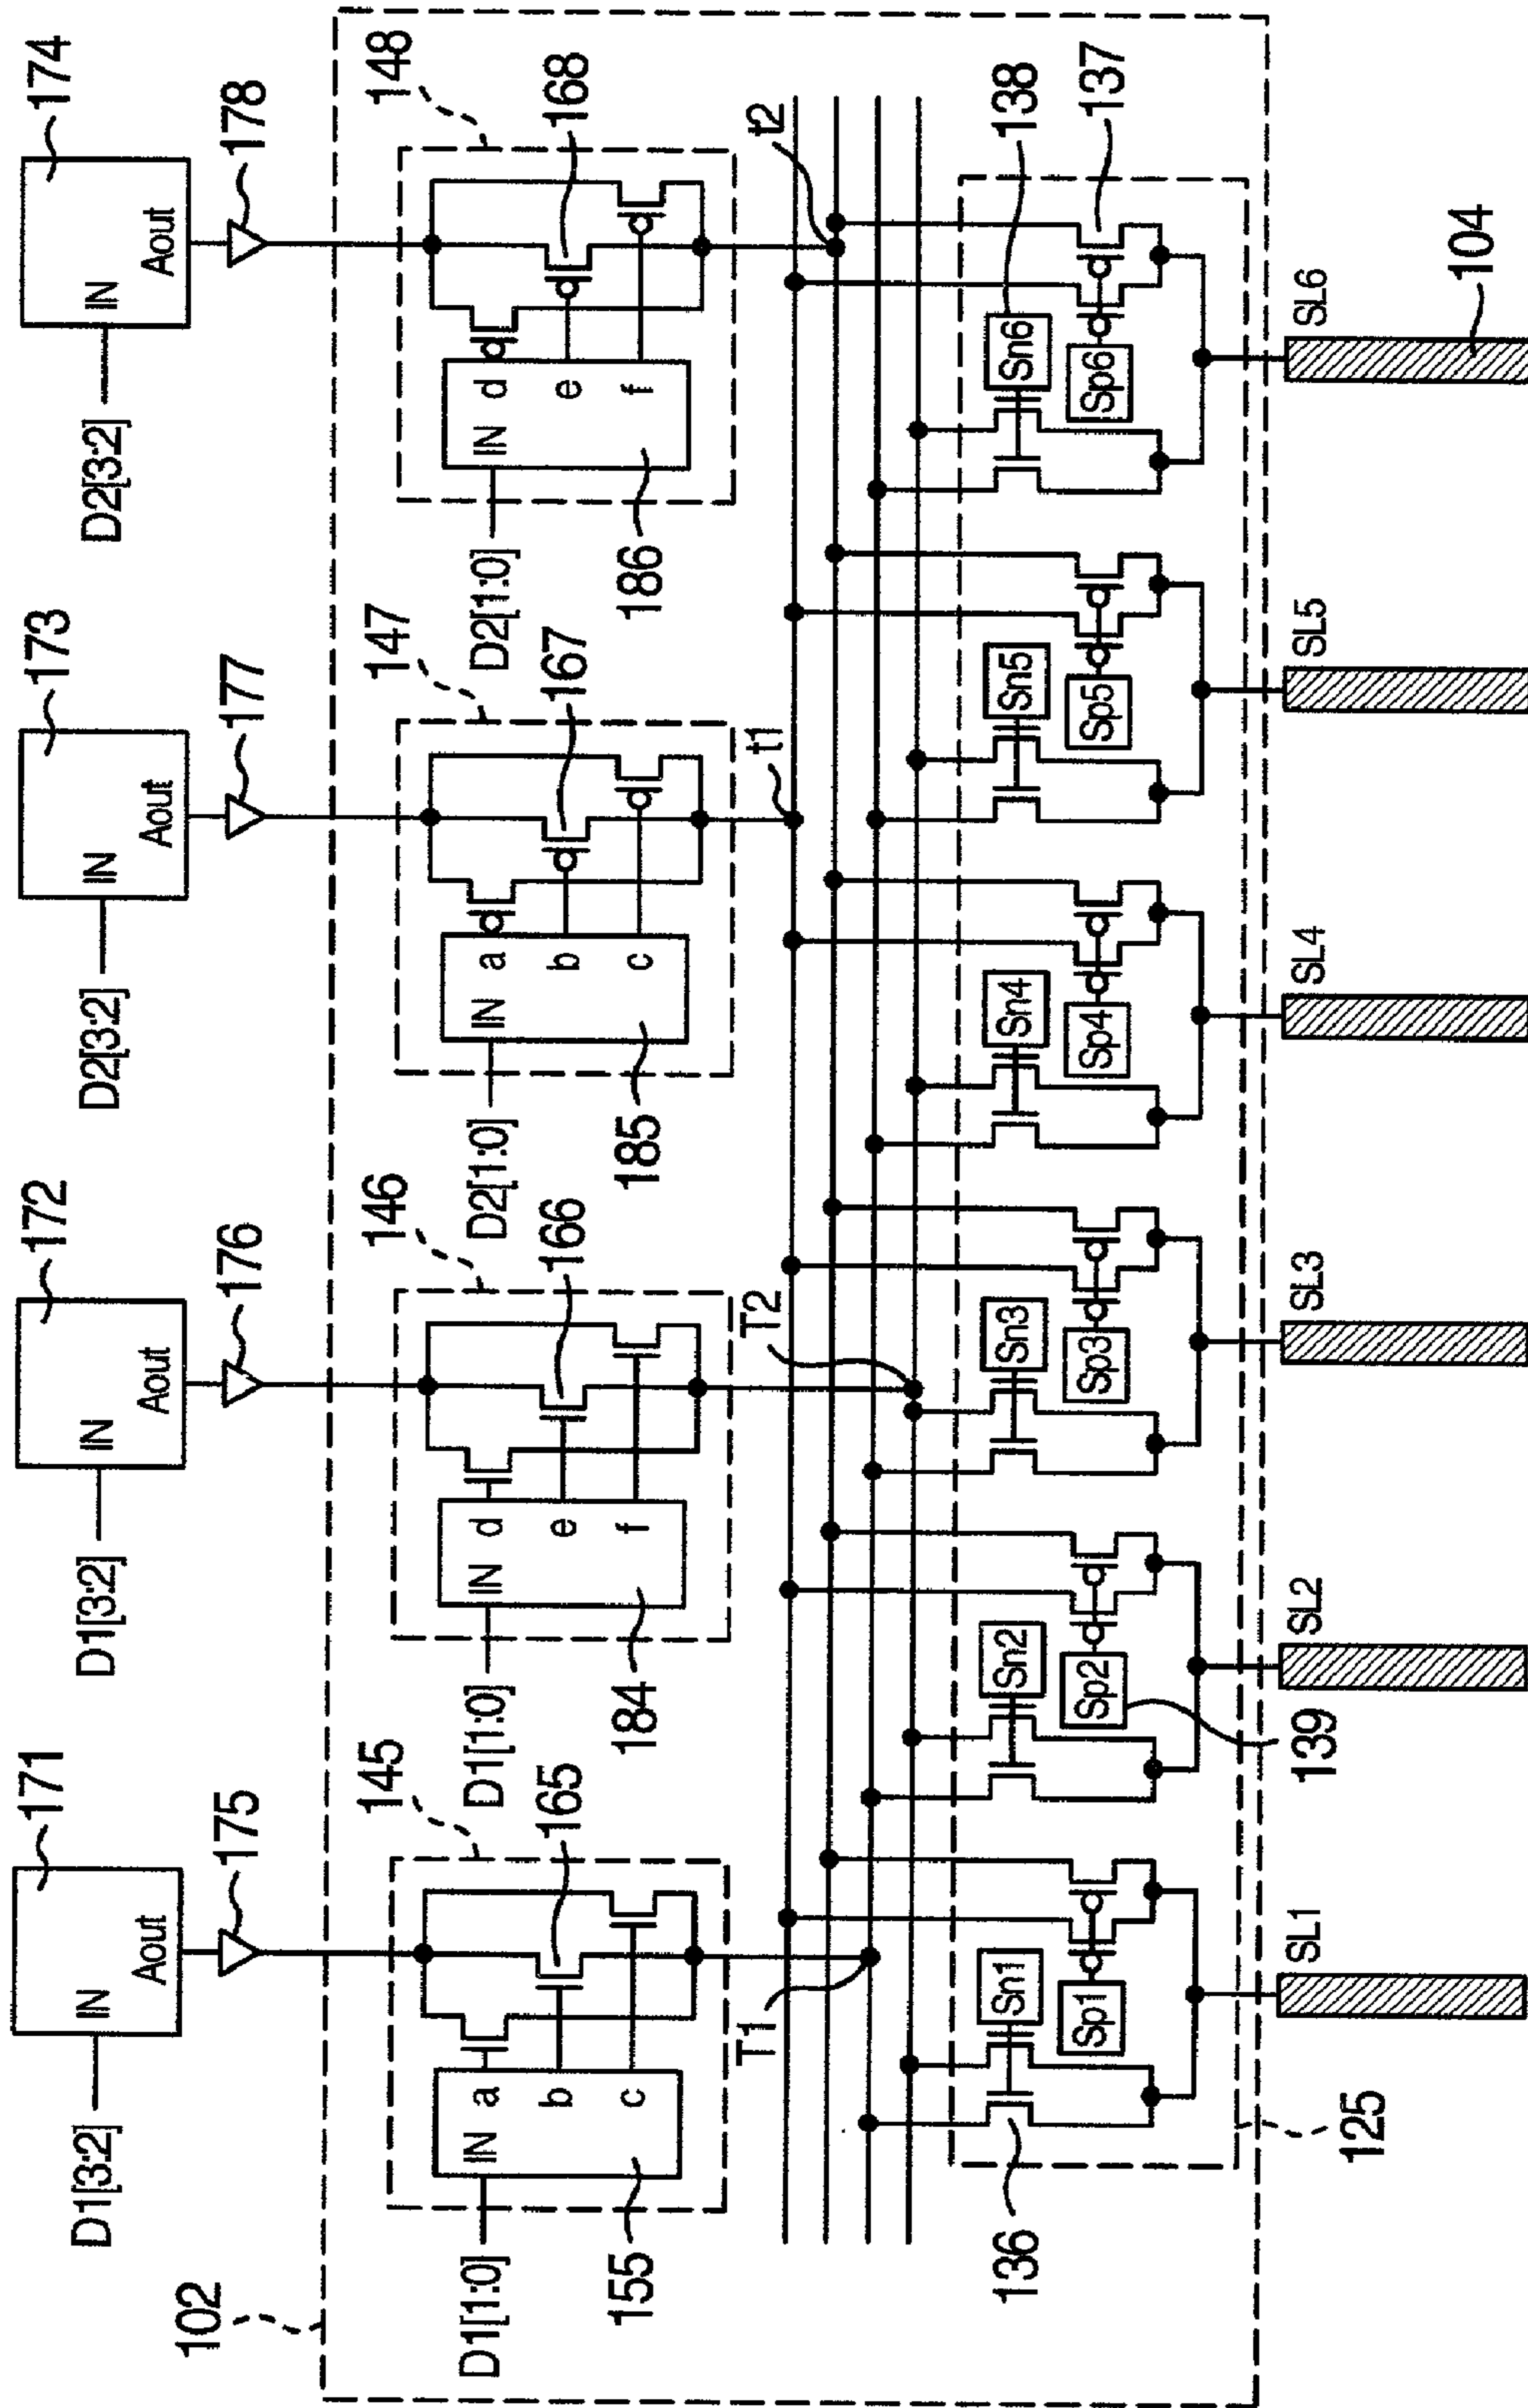 171
172
173
174
IN
Aout
IN
Aout
IN
Aout
IN
Aout
D1[3:2]
D1[3:2]
D2[3:2]
D2[3:2]
175
176
177
178
102
145
146
147
148
D1[1:0]
IN
a
b
c
165
155
D1[1:0]
IN
d
e
f
166
184
D2[1:0]
IN
a
b
c
167
185
D2[1:0]
IN
d
e
f
168
186
T1
T2
t1
t2
136
Sn1
Sn2
Sn3
Sn4
Sn5
Sn6
138
Sp1
Sp2
Sp3
Sp4
Sp5
Sp6
137
125
139
SL1
SL2
SL3
SL4
SL5
SL6
104